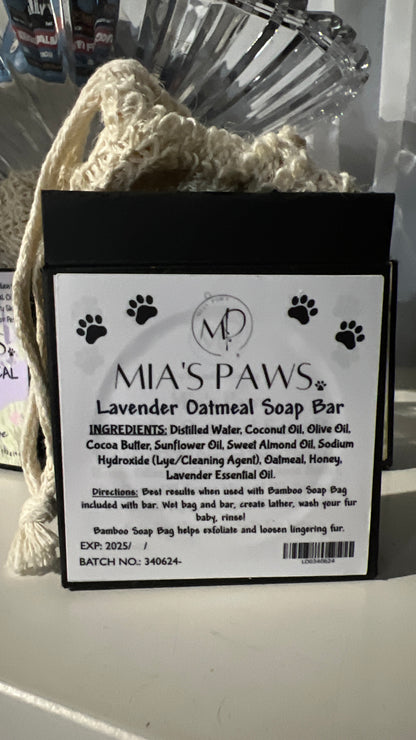 MP
MIA'S PAWS
Lavender Oatmeal Soap Bar
INGREDIENTS: Distilled Water, Coconut Oil, Olive Oil,
Cocoa Butter, Sunflower Oil, Sweet Almond Oil, Sodium
Hydroxide (Lye/Cleaning Agent), Oatmeal, Honey,
Lavender Essential Oil.
Directions: Best results when used with Bamboo Soap Bag
included with bar. Wet bag and bar, create lather, wash your fur
baby, rinse!
Bamboo Soap Bag helps exfoliate and loosen lingering fur.
EXP: 2025/ /
BATCH NO.: 340624-
LO6340624